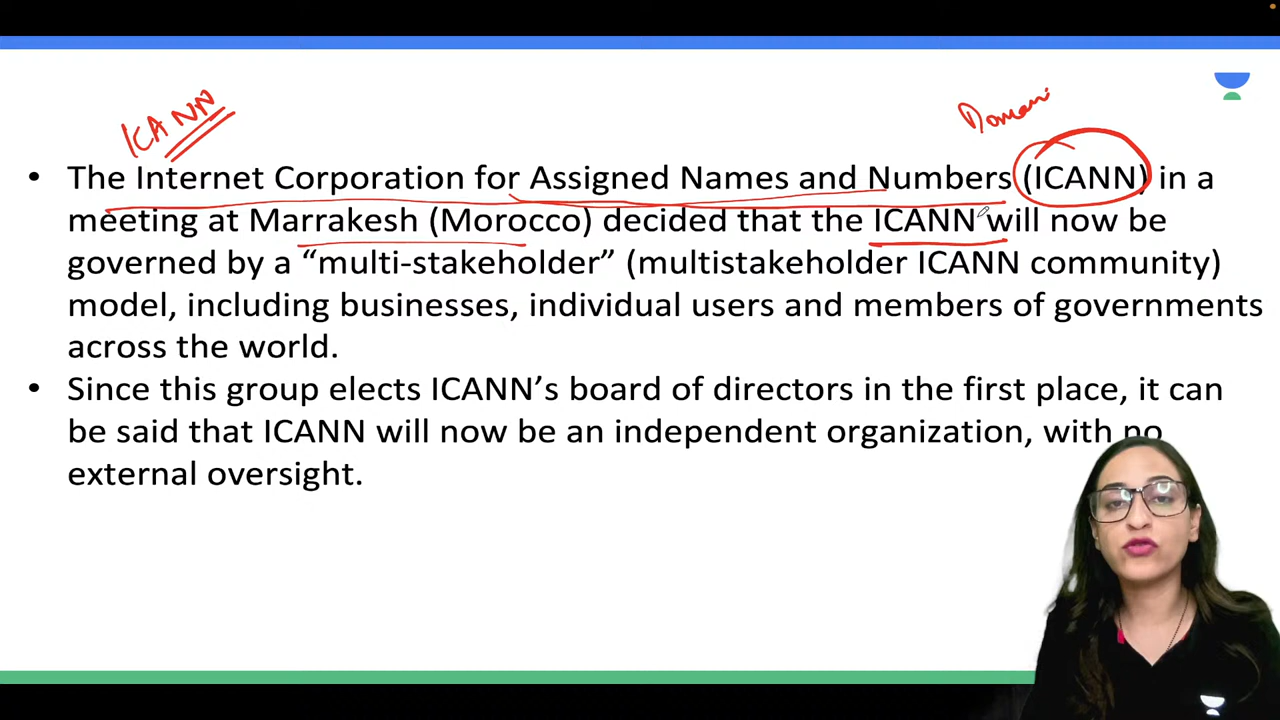 ICANN
Domain
• The Internet Corporation for Assigned Names and Numbers (ICANN) in a
meeting at Marrakesh (Morocco) decided that the ICANN will now be
governed by a “multi-stakeholder” (multistakeholder ICANN community)
model, including businesses, individual users and members of governments
across the world.
• Since this group elects ICANN’s board of directors in the first place, it can
be said that ICANN will now be an independent organization, with no
external oversight.